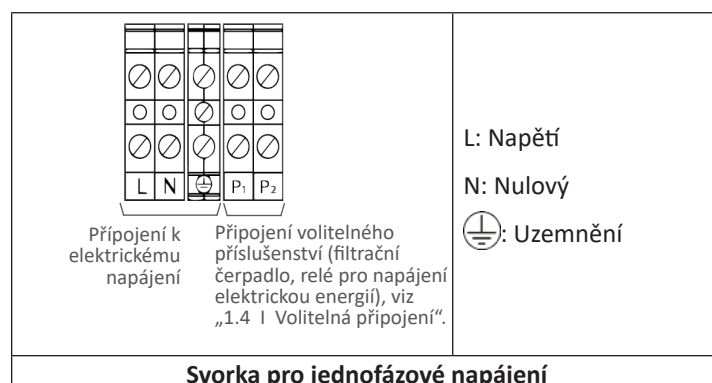 L N P₁ P₂
Přípojení k
elektrickému
napájení
Připojení volitelného
příslušenství (filtrační
čerpadlo, relé pro napájení
elektrickou energií), viz
„1.4 I Volitelná připojení“.
L: Napětí
N: Nulový
: Uzemnění
Svorka pro jednofázové napájení